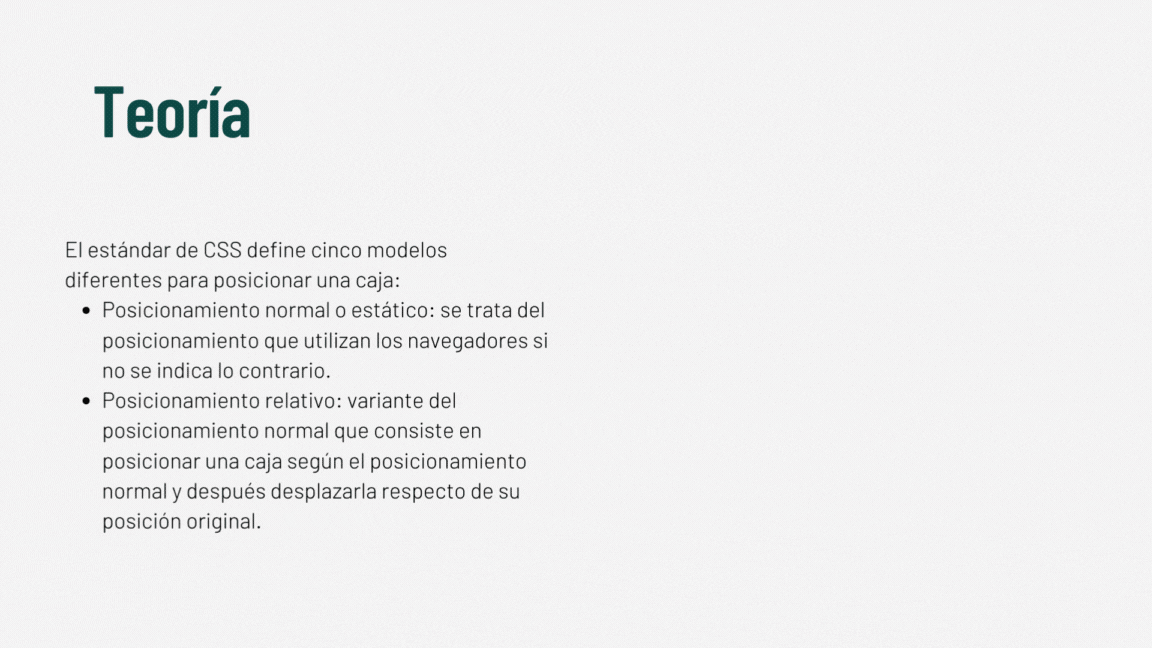 Teoría
El estándar de CSS define cinco modelos
diferentes para posicionar una caja:
• Posicionamiento normal o estático: se trata del
posicionamiento que utilizan los navegadores si
no se indica lo contrario.
• Posicionamiento relativo: variante del
posicionamiento normal que consiste en
posicionar una caja según el posicionamiento
normal y después desplazarla respecto de su
posición original.